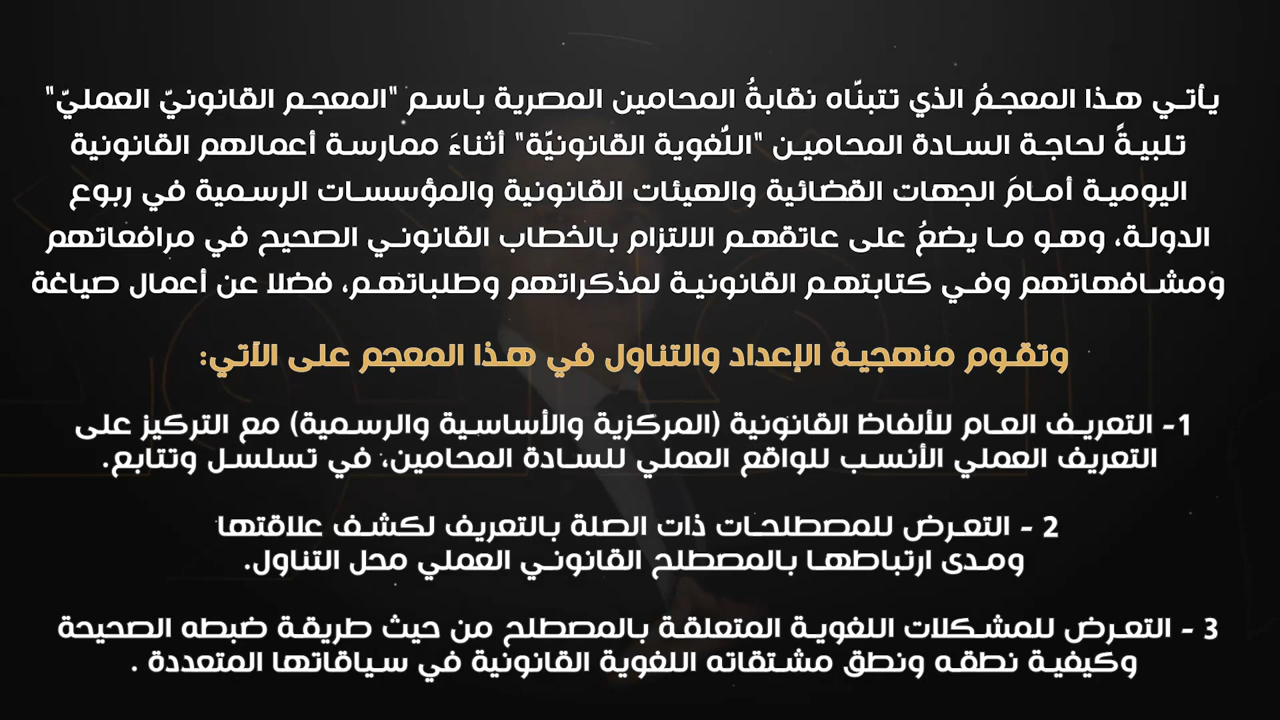 يأتي هذا المعجمُ الذي تتبنّاه نقابةُ المحامين المصرية باسم "المعجم القانونيّ العمليّ"
تلبيةً لحاجة السادة المحامين "اللُّغوية القانونيّة" أثناءَ ممارسة أعمالهم القانونية
اليومية أمامَ الجهات القضائية والهيئات القانونية والمؤسسات الرسمية في ربوع
الدولة، وهو ما يضعُ على عاتقهم الالتزام بالخطاب القانوني الصحيح في مرافعاتهم
ومشافهاتهم وفي كتابتهم القانونية لمذكراتهم وطلباتهم، فضلا عن أعمال صياغة
وتقوم منهجية الإعداد والتناول في هذا المعجم على الآتي:
1- التعريف العام للألفاظ القانونية (المركزية والأساسية والرسمية) مع التركيز على
التعريف العملي الأنسب للواقع العملي للسادة المحامين، في تسلسل وتتابع.
2 - التعرض للمصطلحات ذات الصلة بالتعريف لكشف علاقتها
ومدى ارتباطها بالمصطلح القانوني العملي محل التناول.
3 - التعرض للمشكلات اللغوية المتعلقة بالمصطلح من حيث طريقة ضبطه الصحيحة
وكيفية نطقه ونطق مشتقاته اللغوية القانونية في سياقاتها المتعددة .